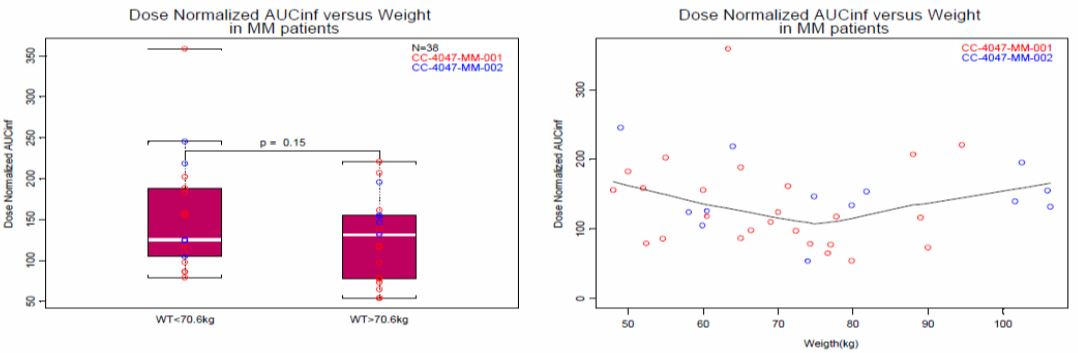 Dose Normalized AUCinf versus Weight
in MM patients
N=38
CC-4047-MM-001
CC-4047-MM-002
350
300
250
200
150
100
50
Dose Normalized AUCinf
p = 0.15
WT<70.6kg
WT>70.6kg
Dose Normalized AUCinf versus Weight
in MM patients
CC-4047-MM-001
CC-4047-MM-002
300
200
100
0
Dose Normalized AUCinf
50
60
70
80
90
100
Weigth(kg)